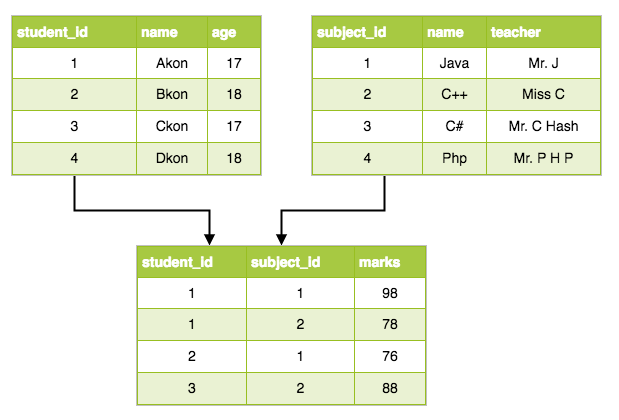 student_id name age
1 Akon 17
2 Bkon 18
3 Ckon 17
4 Dkon 18
subject_id name teacher
1 Java Mr. J
2 C++ Miss C
3 C# Mr. C Hash
4 Php Mr. P H P
student_id subject_id marks
1 1 98
1 2 78
2 1 76
3 2 88